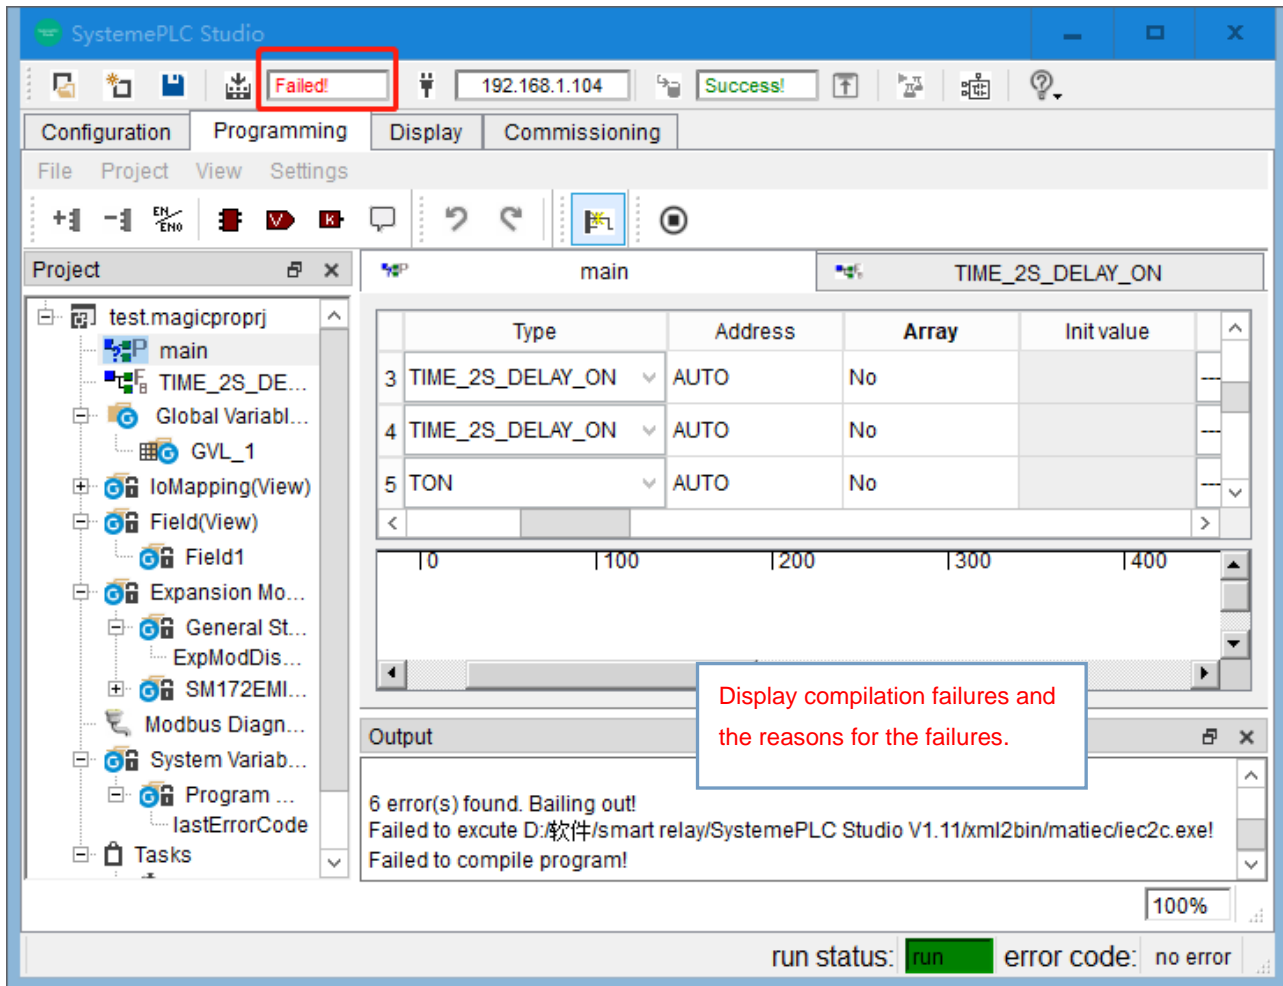 SystemePLC Studio
Failed!
192.168.1.104
Success!
Configuration
Programming
Display
Commissioning
File
Project
View
Settings
EN
ENO
V
K
Project
main
TIME_2S_DELAY_ON
test.magicproprj
main
TIME_2S_DE...
Global Variabl...
GVL_1
IoMapping(View)
Field(View)
Field1
Expansion Mo...
General St...
ExpModDis...
SM172EMI...
Modbus Diagn...
System Variab...
Program ...
lastErrorCode
Tasks
Type Address Array Init value
3 TIME_2S_DELAY_ON AUTO No ---
4 TIME_2S_DELAY_ON AUTO No ---
5 TON AUTO No ---
0 100 200 300 400
Display compilation failures and
the reasons for the failures.
Output
6 error(s) found. Bailing out!
Failed to excute D:/软件/smart relay/SystemePLC Studio V1.11/xml2bin/matiec/iec2c.exe!
Failed to compile program!
100%
run status: run error code: no error